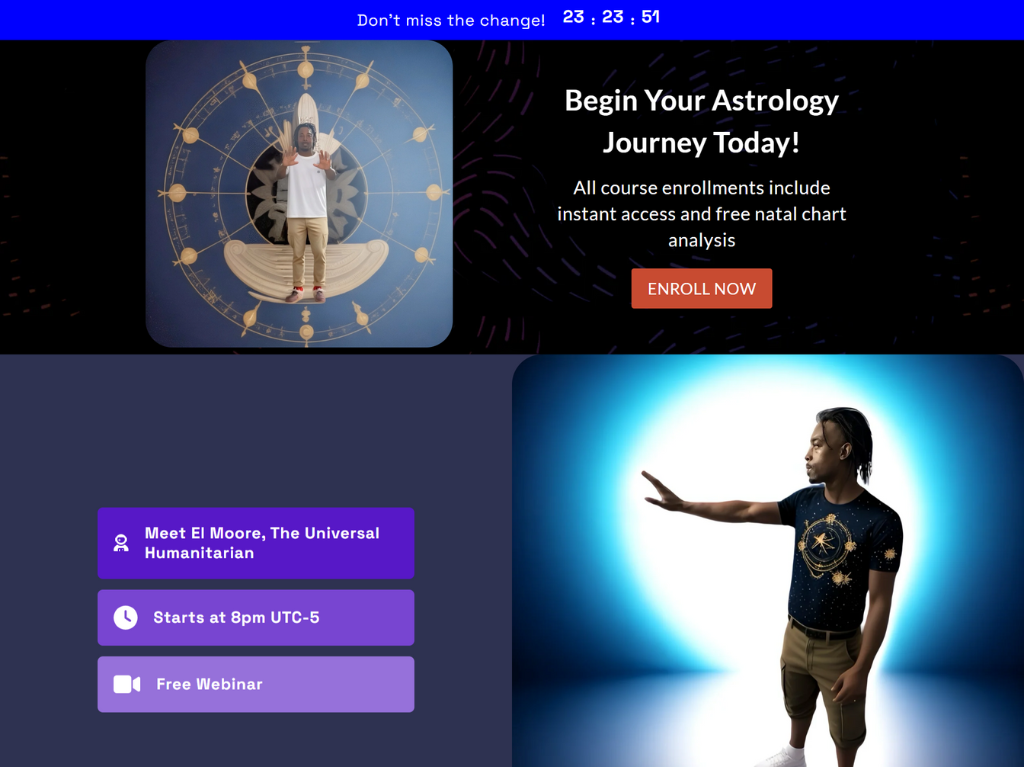 Don't miss the change! 23 : 23 : 51
Begin Your Astrology
Journey Today!
All course enrollments include
instant access and free natal chart
analysis
ENROLL NOW
Meet El Moore, The Universal
Humanitarian
Starts at 8pm UTC-5
Free Webinar